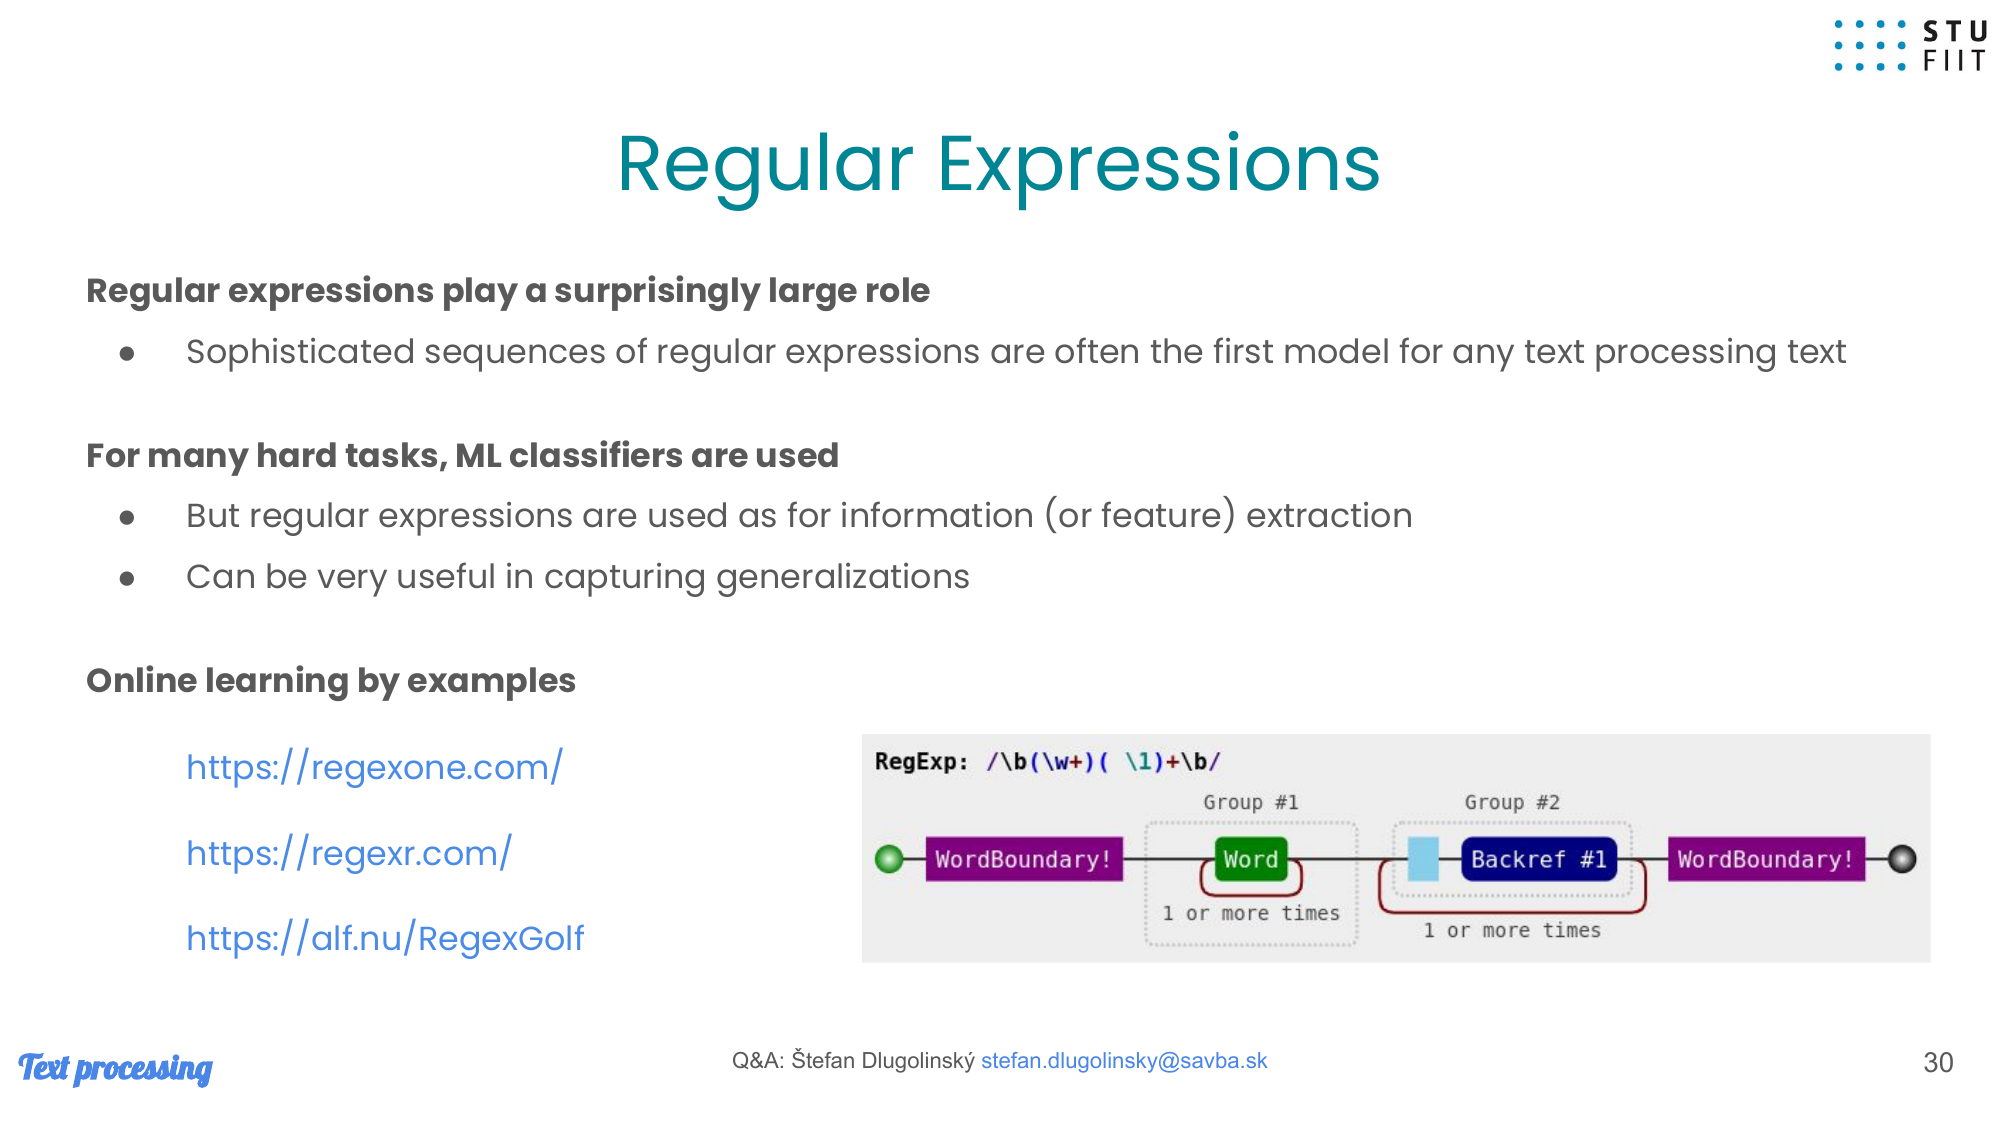 STU
FIIT
Regular Expressions
Regular expressions play a surprisingly large role
● Sophisticated sequences of regular expressions are often the first model for any text processing text
For many hard tasks, ML classifiers are used
● But regular expressions are used as for information (or feature) extraction
● Can be very useful in capturing generalizations
Online learning by examples
https://regexone.com/
https://regexr.com/
https://alf.nu/RegexGolf
RegExp: /\b(\w+)( \1)+\b/
Group #1 Group #2
WordBoundary! Word Backref #1 WordBoundary!
1 or more times
1 or more times
Text processing
Q&A: Štefan Dlugolinský stefan.dlugolinsky@savba.sk
30